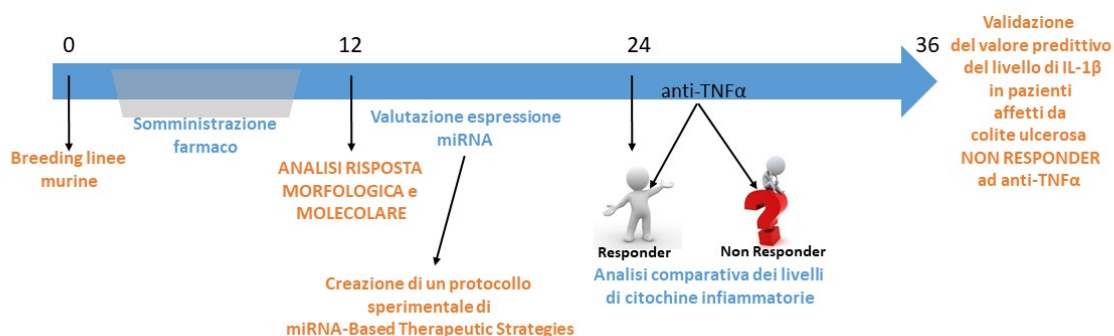 0
12
24
36
Somministrazione
farmaco
Breeding linee
murine
ANALISI RISPOSTA
MORFOLOGICA e
MOLECOLARE
Valutazione espressione
miRNA
Creazione di un protocollo
sperimentale di
miRNA-Based Therapeutic Strategies
anti-TNFα
Responder
Non Responder
Analisi comparativa dei livelli
di citochine infiammatorie
Validazione
del valore predittivo
del livello di IL-1β
in pazienti
affetti da
colite ulcerosa
NON RESPONDER
ad anti-TNFα